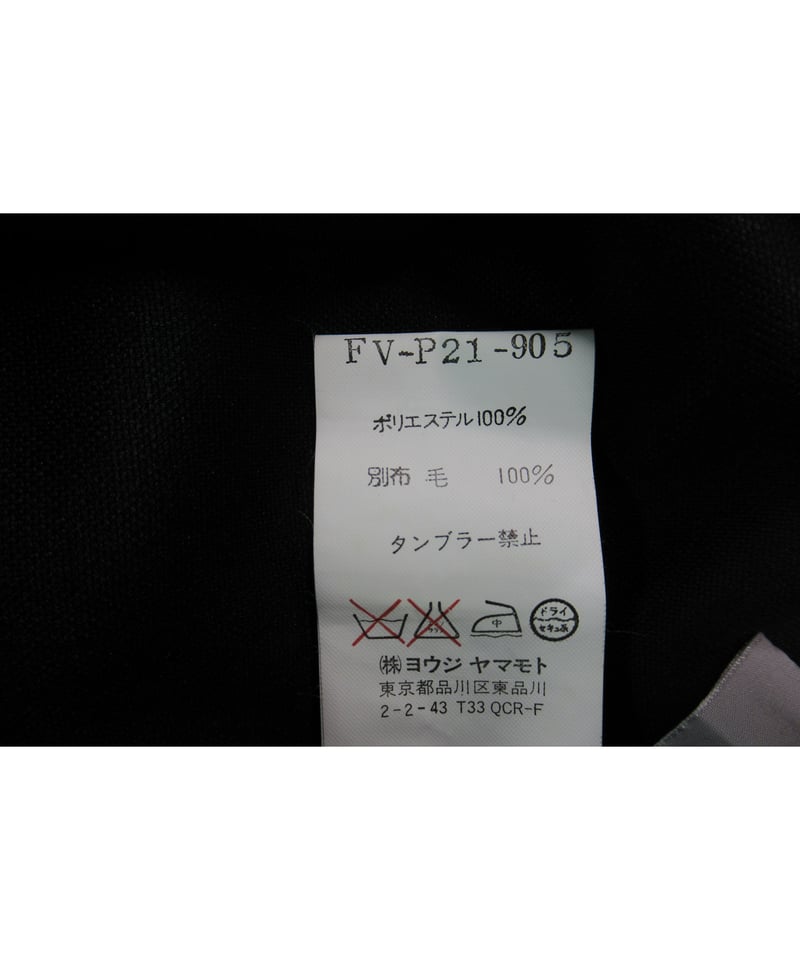 FV-P21-905
ポリエステル100%
別布 毛 100%
タンブラー禁止
中
ドライ
セキユ系
(株)ヨウジ ヤマモト
東京都品川区東品川
2-2-43 T33 QCR-F